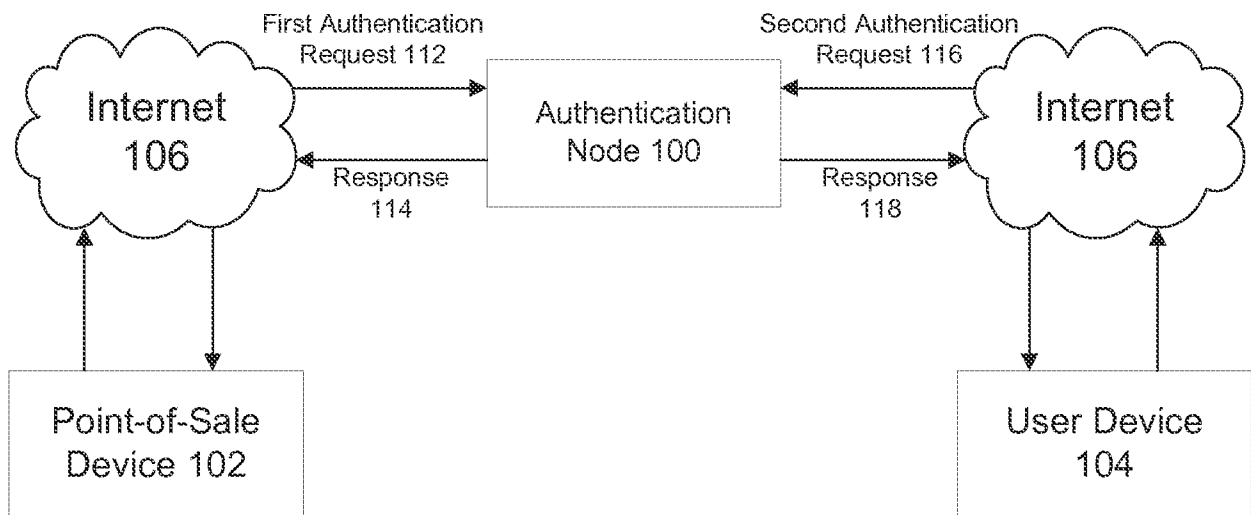 First Authentication
Request 112
Second Authentication
Request 116
Internet
106
Authentication
Node 100
Internet
106
Response
114
Response
118
Point-of-Sale
Device 102
User Device
104